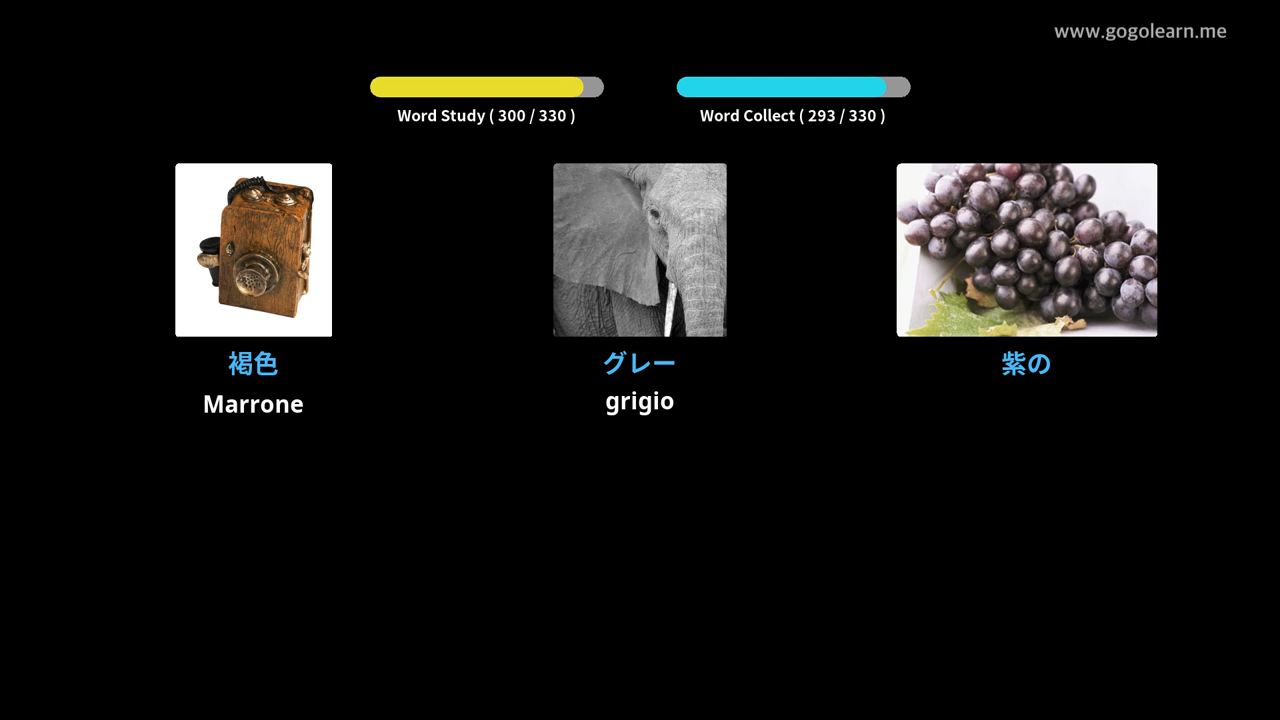 www.gogolearn.me
Word Study ( 300 / 330 )
Word Collect ( 293 / 330 )
褐色
グレー
紫の
Marrone
grigio